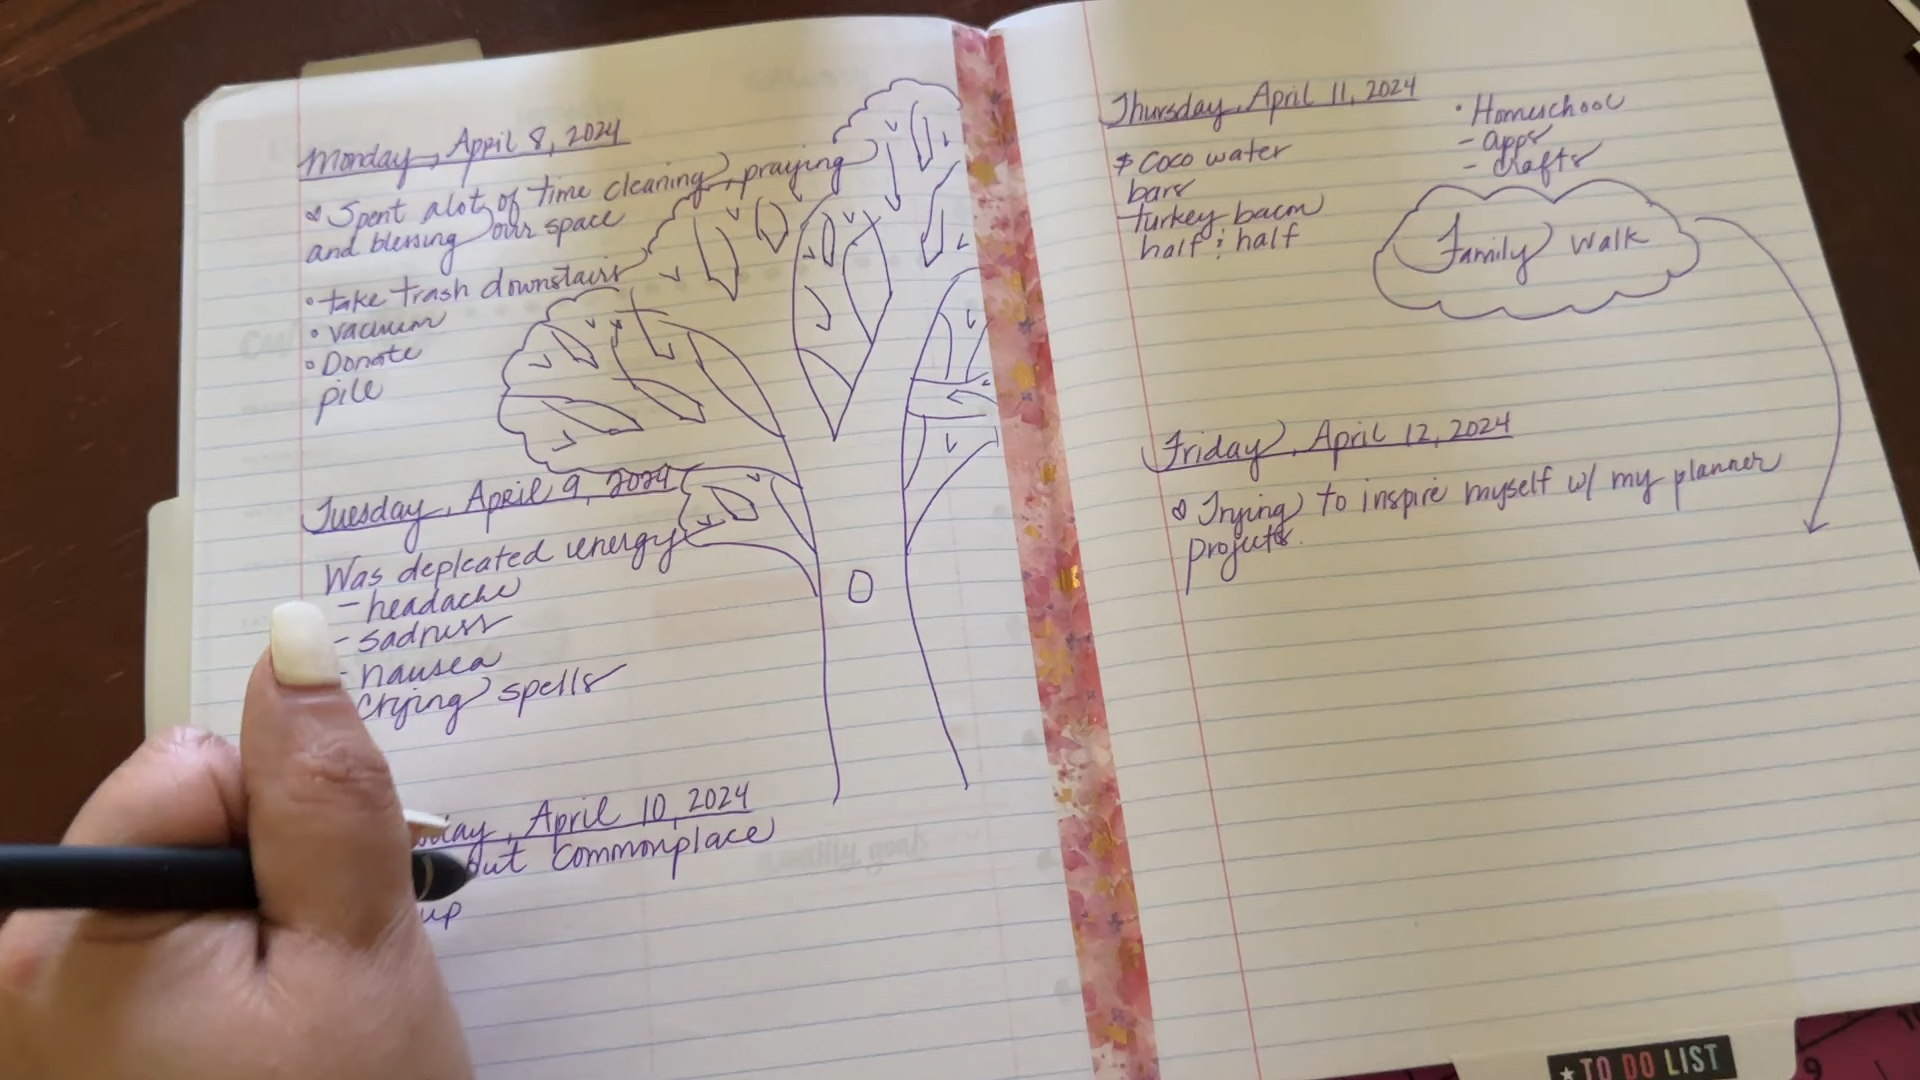 Monday, April 8, 2024
Spent alot of time cleaning, praying
and blessing our space
take trash downstairs
vacuum
Donate
pile
Tuesday, April 9, 2024
Was depleated energy
- headache
- sadness
- nausea
crying spells
April 10, 2024
out Commonplace
up
Thursday, April 11, 2024
$ Coco water
bars
turkey bacon
half & half
• Homeschool
- apps
- crafts
Family Walk
Friday, April 12, 2024
Trying to inspire myself w/ my planner
projects.
★ TO DO LIST
9